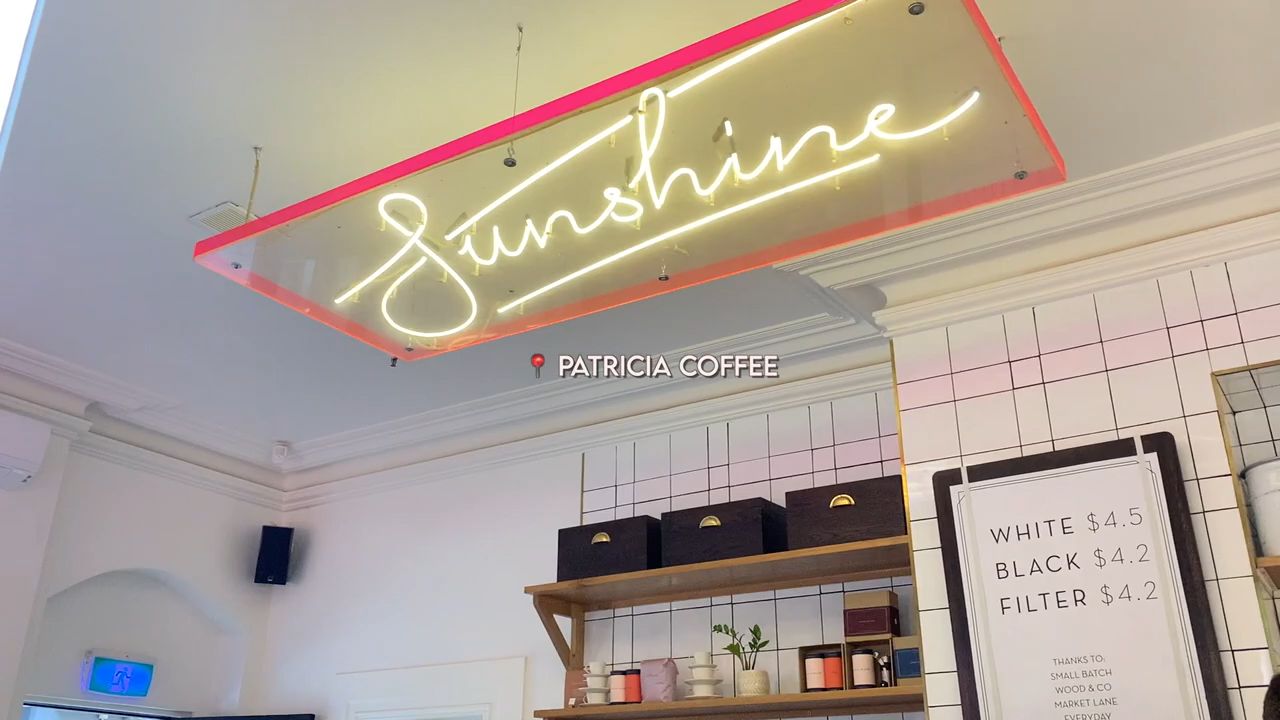 Sunshine
📍 PATRICIA COFFEE
WHITE $4.5
BLACK $4.2
FILTER $4.2
THANKS TO:
SMALL BATCH
WOOD & CO
MARKET LANE
EVERYDAY